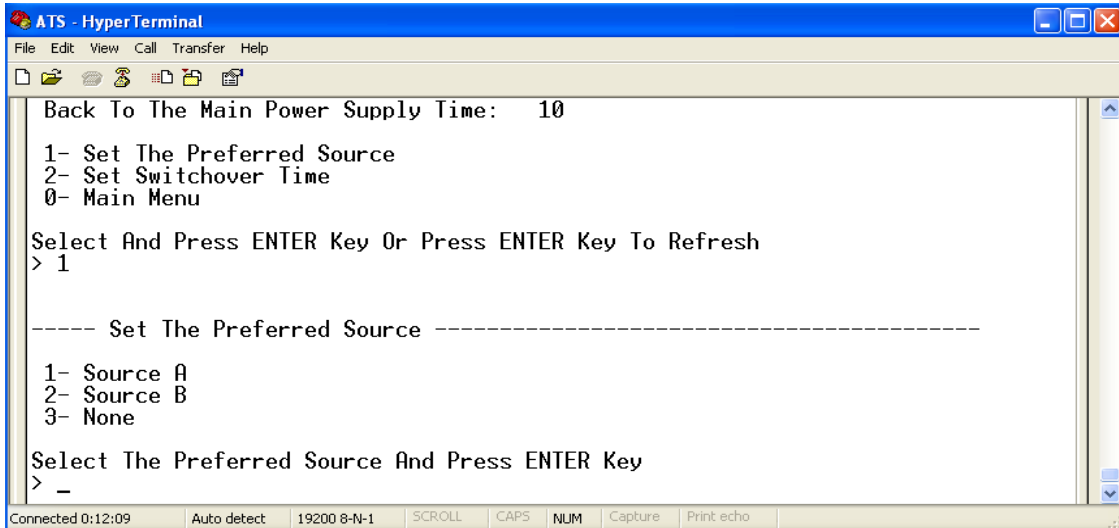 ATS - HyperTerminal
File Edit View Call Transfer Help
Back To The Main Power Supply Time: 10
1- Set The Preferred Source
2- Set Switchover Time
0- Main Menu
Select And Press ENTER Key Or Press ENTER Key To Refresh
> 1
----- Set The Preferred Source ------------------------------------------
1- Source A
2- Source B
3- None
Select The Preferred Source And Press ENTER Key
> _
Connected 0:12:09 Auto detect 19200 8-N-1 SCROLL CAPS NUM Capture Print echo